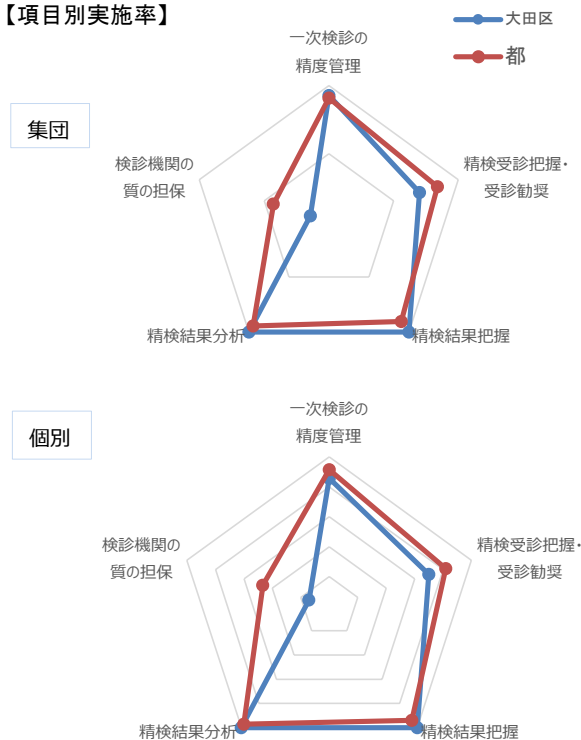 【項目別実施率】
大田区
都
集団
一次検診の
精度管理
精検受診把握・
受診勧奨
精検結果把握
精検結果分析
検診機関の
質の担保
個別
一次検診の
精度管理
精検受診把握・
受診勧奨
精検結果把握
精検結果分析
検診機関の
質の担保